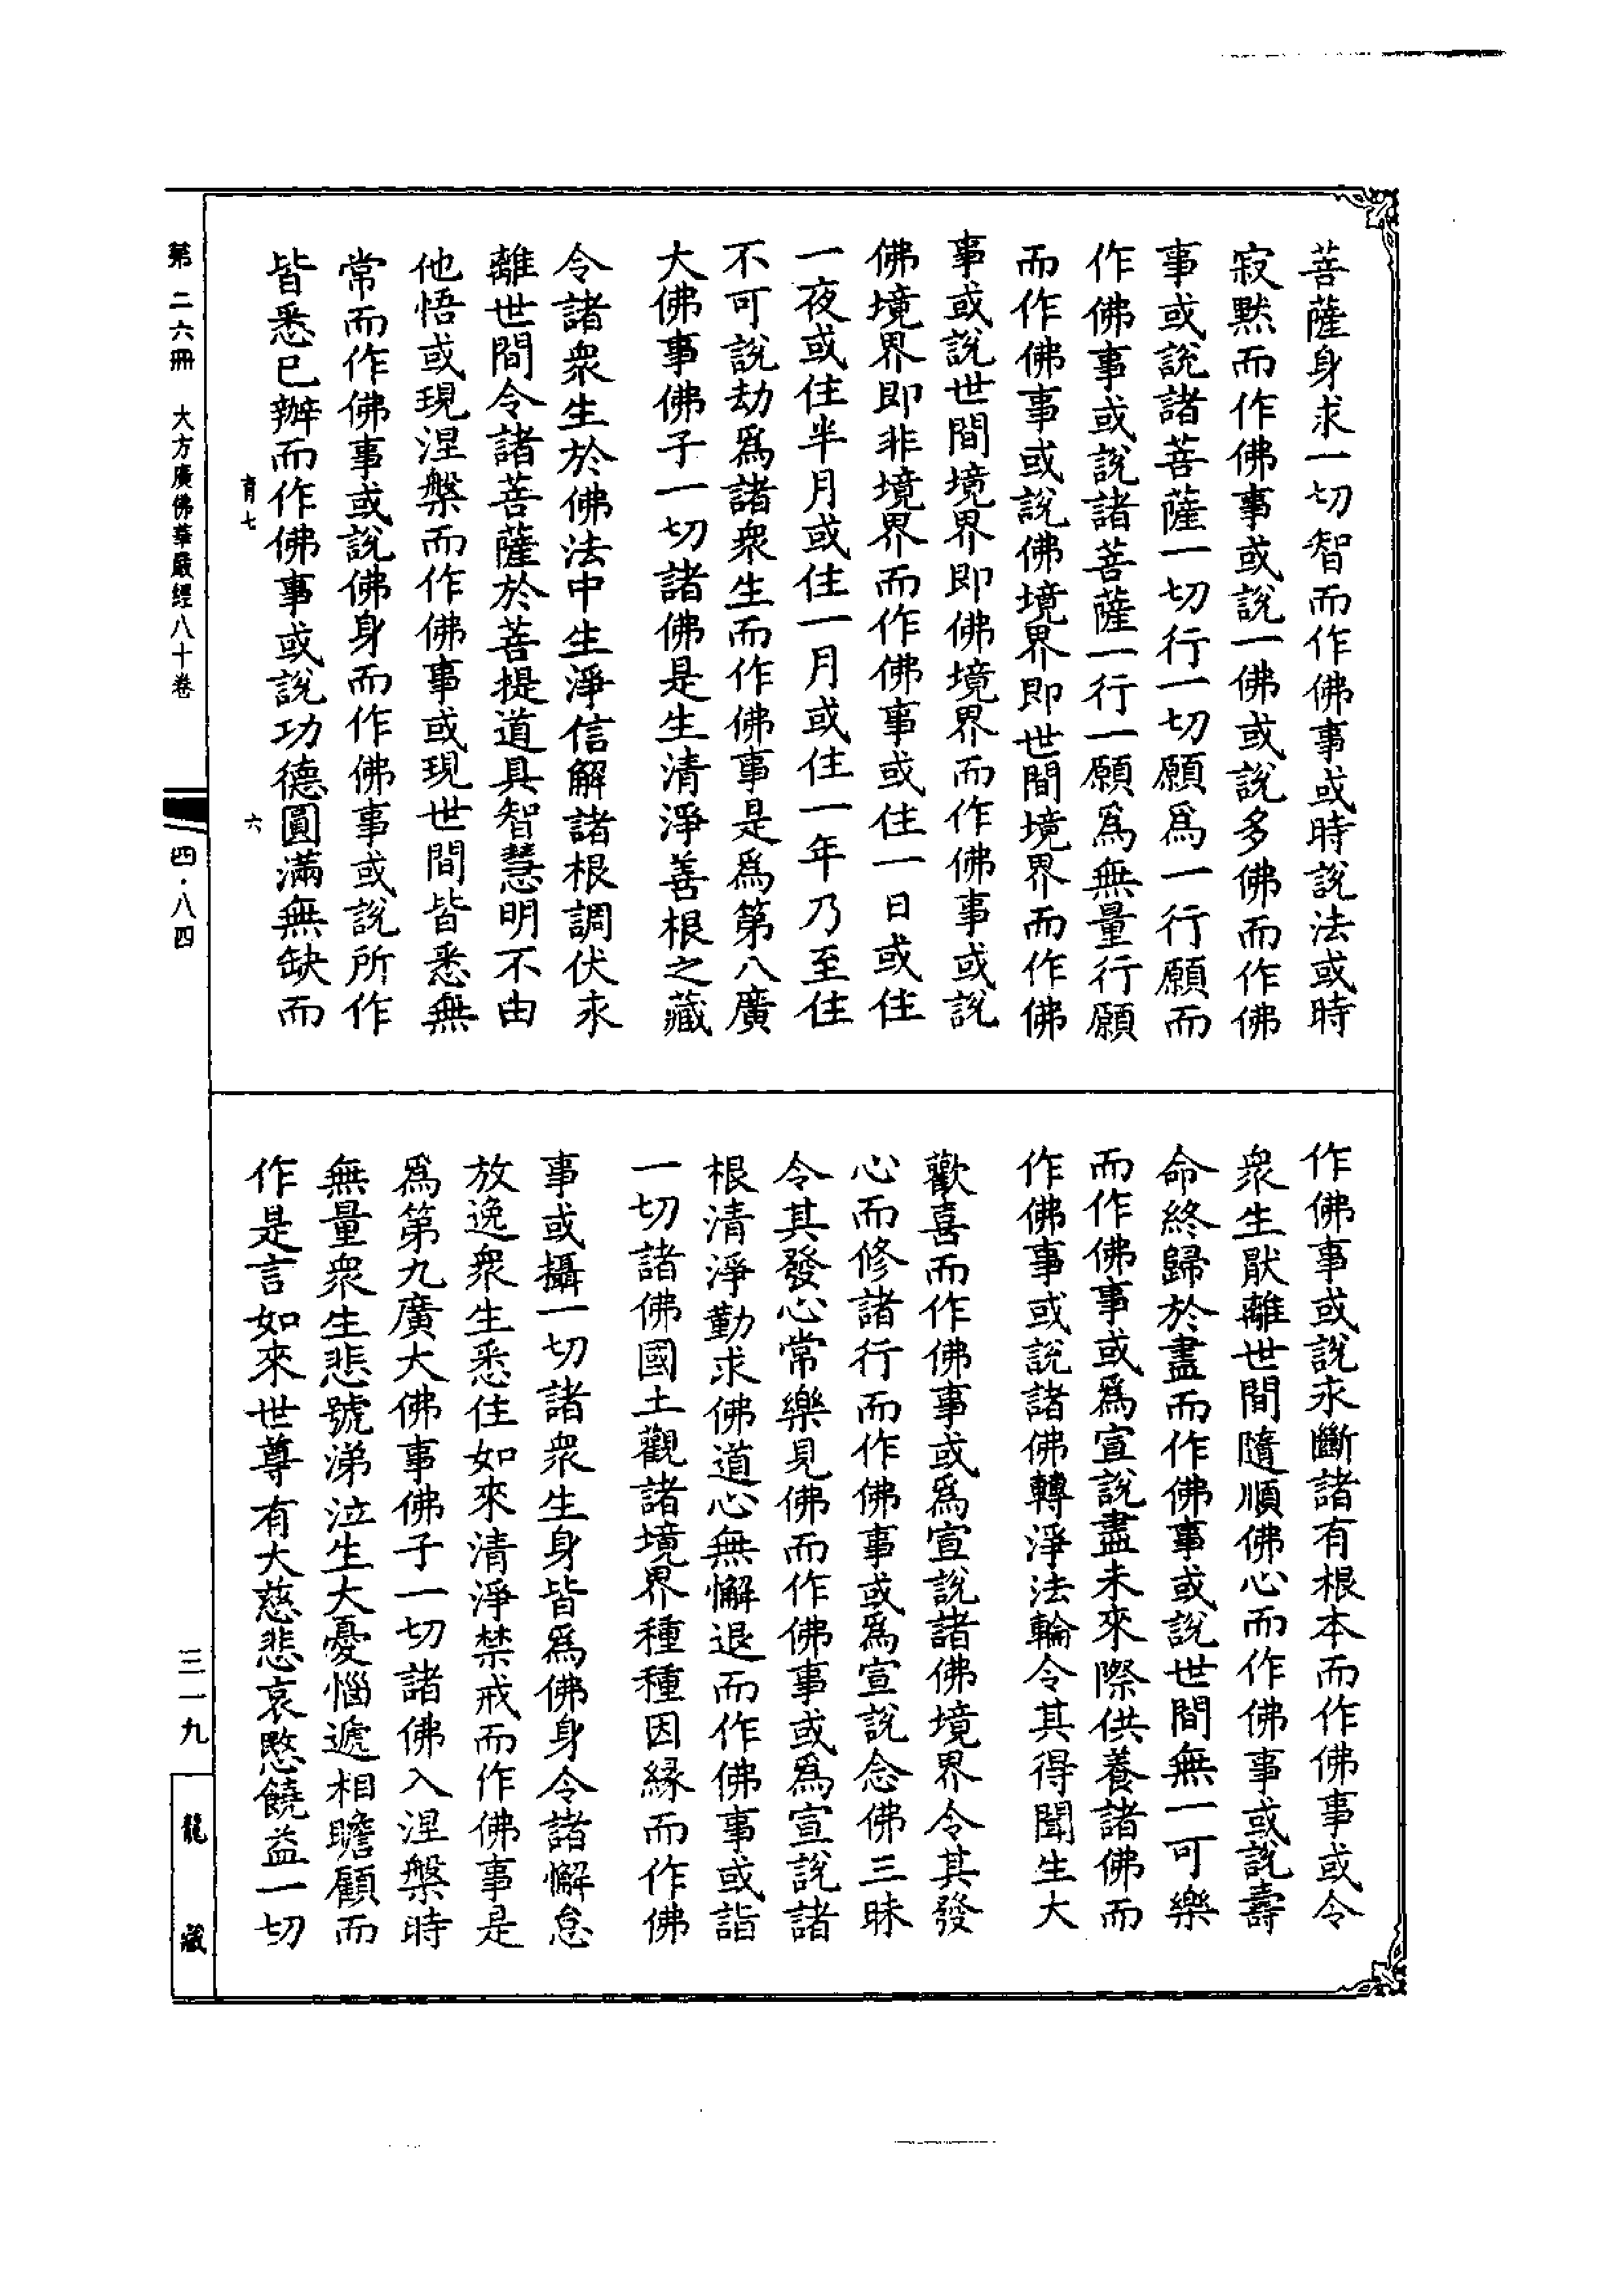 菩薩身求一切智而作佛事或時說法或時
寂黙而作佛事或說一佛或說多佛而作佛
事或說諸菩薩一切行一切願爲一行願而
作佛事或說諸菩薩一行一願爲無量行願
而作佛事或說佛境界即世間境界而作佛
事或說世間境界即佛境界而作佛事或說
佛境界即非境界而作佛事或住一日或住
一夜或住半月或住一月或住一年乃至住
不可說劫爲諸衆生而作佛事是爲第八廣
大佛事佛子一切諸佛是生清淨善根之藏
令諸衆生於佛法中生淨信解諸根調伏永
離世間令諸菩薩於菩提道具智慧明不由
他悟或現涅槃而作佛事或現世間皆悉無
常而作佛事或說佛身而作佛事或說所作
皆悉已辦而作佛事或說功德圓滿無缺而
育七
六
作佛事或說永斷諸有根本而作佛事或令
衆生厭離世間隨順佛心而作佛事或說壽
命終歸於盡而作佛事或說世間無一可樂
而作佛事或爲宣說盡未來際供養諸佛而
作佛事或說諸佛轉淨法輪令其得聞生大
歡喜而作佛事或爲宣說諸佛境界令其發
心而修諸行而作佛事或爲宣說念佛三昧
令其發心常樂見佛而作佛事或爲宣說諸
根清淨勤求佛道心無懈退而作佛事或詣
一切諸佛國土觀諸境界種種因緣而作佛
事或攝一切諸衆生身皆爲佛身令諸懈怠
放逸衆生悉住如來清淨禁戒而作佛事是
爲第九廣大佛事佛子一切諸佛入涅槃時
無量衆生悲號涕泣生大憂惱遞相瞻顧而
作是言如來世尊有大慈悲哀愍饒益一切
第二六冊 大方廣佛華嚴經八十卷
四·八四
三一九
龍藏